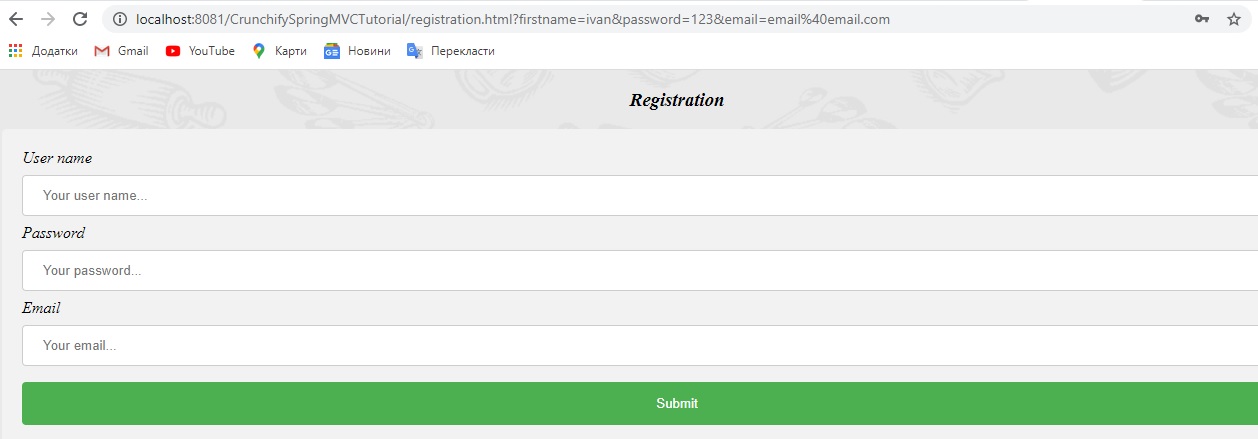 localhost:8081/CrunchifySpringMVCTutorial/registration.html?firstname=ivan&password=123&email=email%40email.com
Додатки Gmail YouTube Карти Новини Перекласти
Registration
User name
Your user name...
Password
Your password...
Email
Your email...
Submit